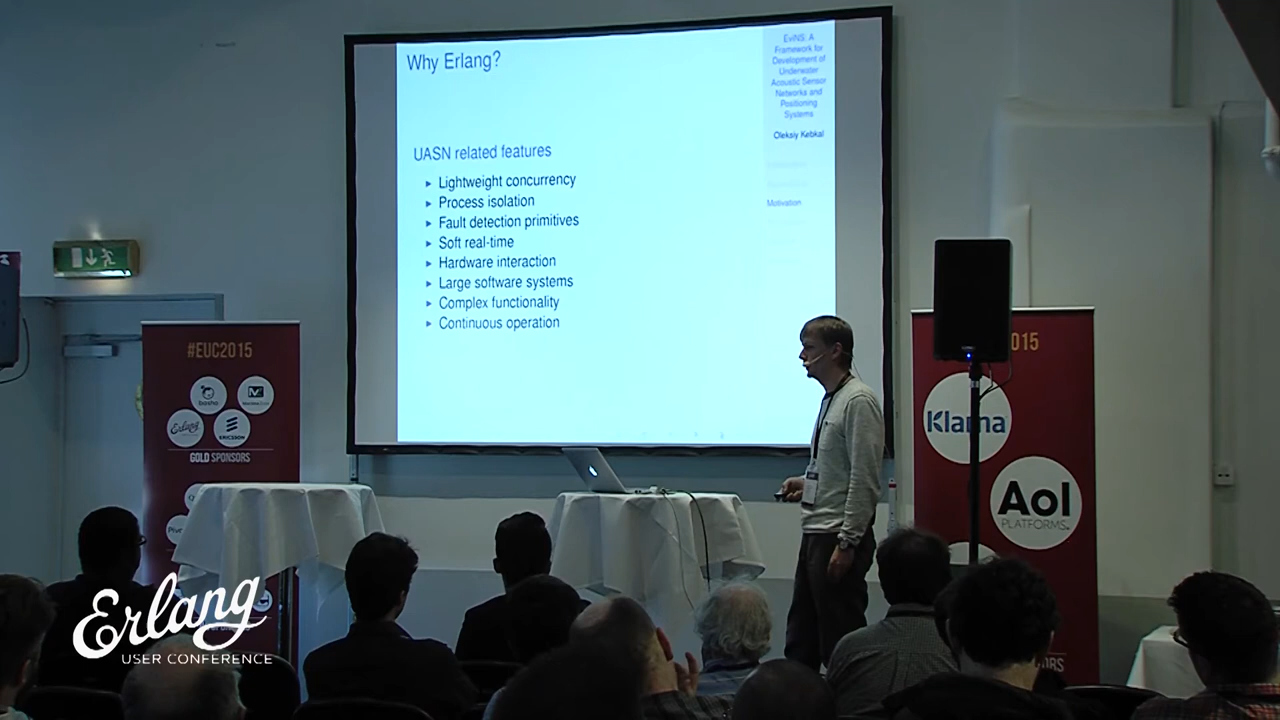 Why Erlang?
UASN related features
Lightweight concurrency
Process isolation
Fault detection primitives
Soft real-time
Hardware interaction
Large software systems
Complex functionality
Continuous operation
EviNS: A
Framework for
Development of
Underwater
Acoustic Sensor
Networks and
Positioning
Systems
Oleksiy Kebkal
Motivation
#EUC2015
basho
Erlang
ERICSSON
GOLD SPONSORS
015
Klarna
Aol
PLATFORMS
Erlang
USER CONFERENCE